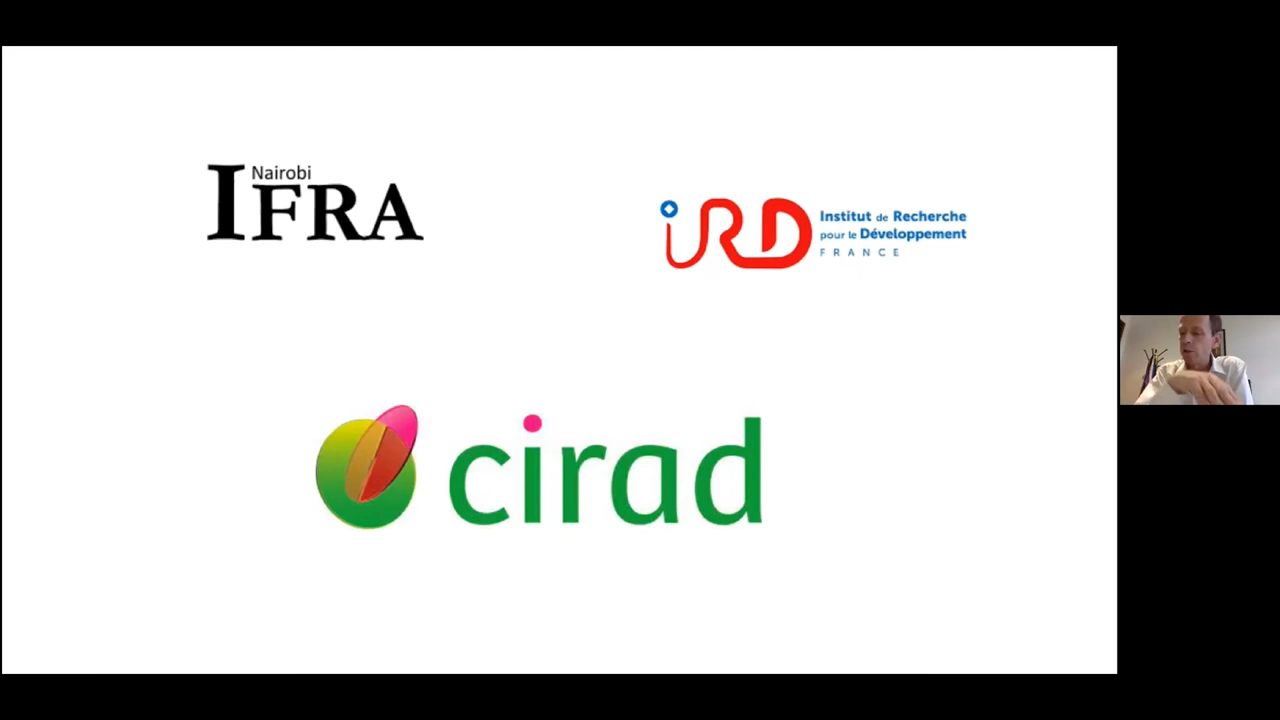 Nairobi
IFRA
iRD
Institut de Recherche
pour le Développement
FRANCE
cirad